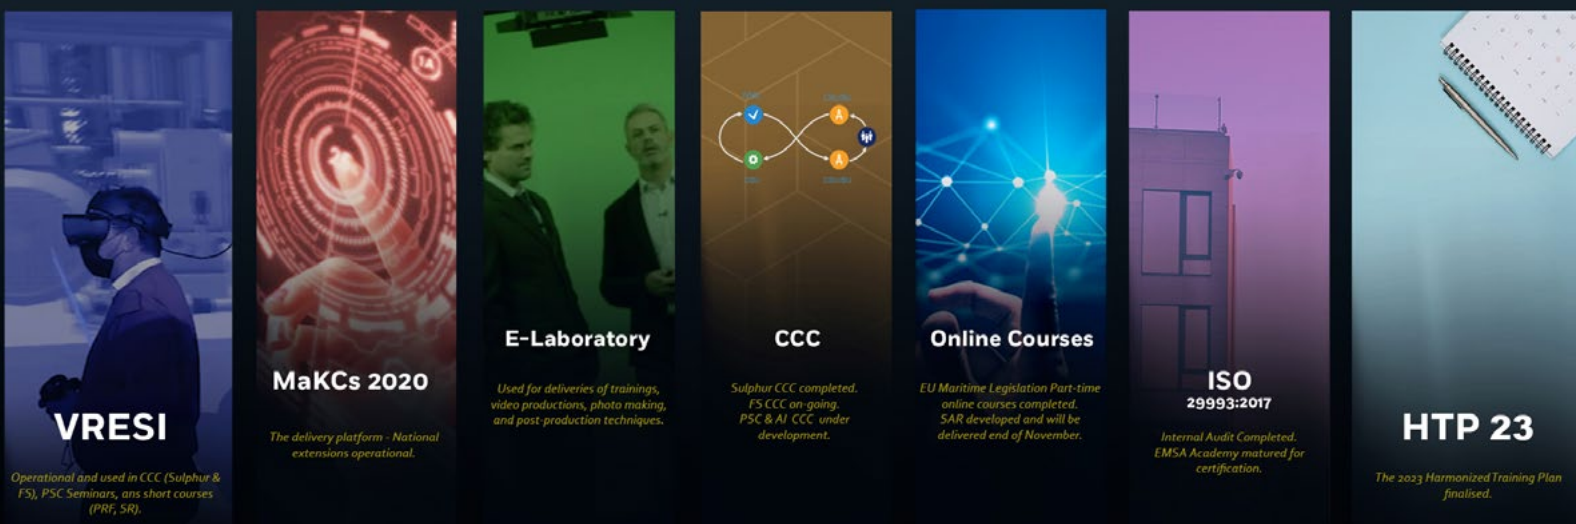 VRESI
Operational and used in CCC (Sulphur &
FS), PSC Seminars, ans short courses
(PRF, SR).
MaKCs 2020
The delivery platform - National
extensions operational.
E-Laboratory
Used for deliveries of trainings,
video productions, photo making,
and post-production techniques.
CCC
Sulphur CCC completed.
FS CCC on-going.
PSC & AI CCC under
development.
Online Courses
EU Maritime Legislation Part-time
online courses completed.
SAR developed and will be
delivered end of November.
ISO
29993:2017
Internal Audit Completed.
EMSA Academy matured for
certification.
HTP 23
The 2023 Harmonized Training Plan
finalised.